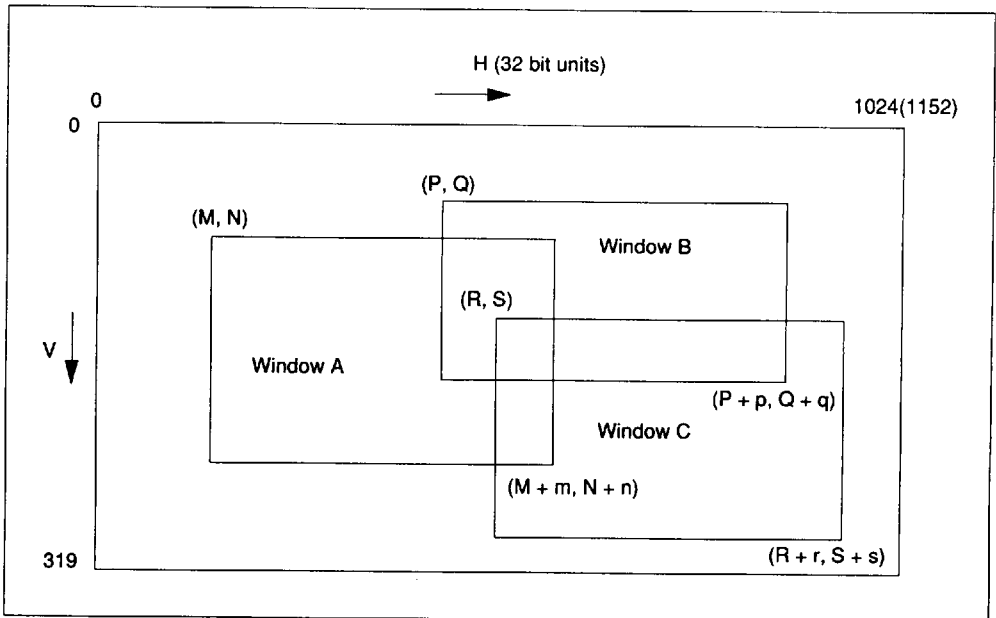 H (32 bit units)
0
1024(1152)
0
(P, Q)
(M, N)
Window B
(R, S)
V
Window A
(P + p, Q + q)
Window C
(M + m, N + n)
319
(R + r, S + s)